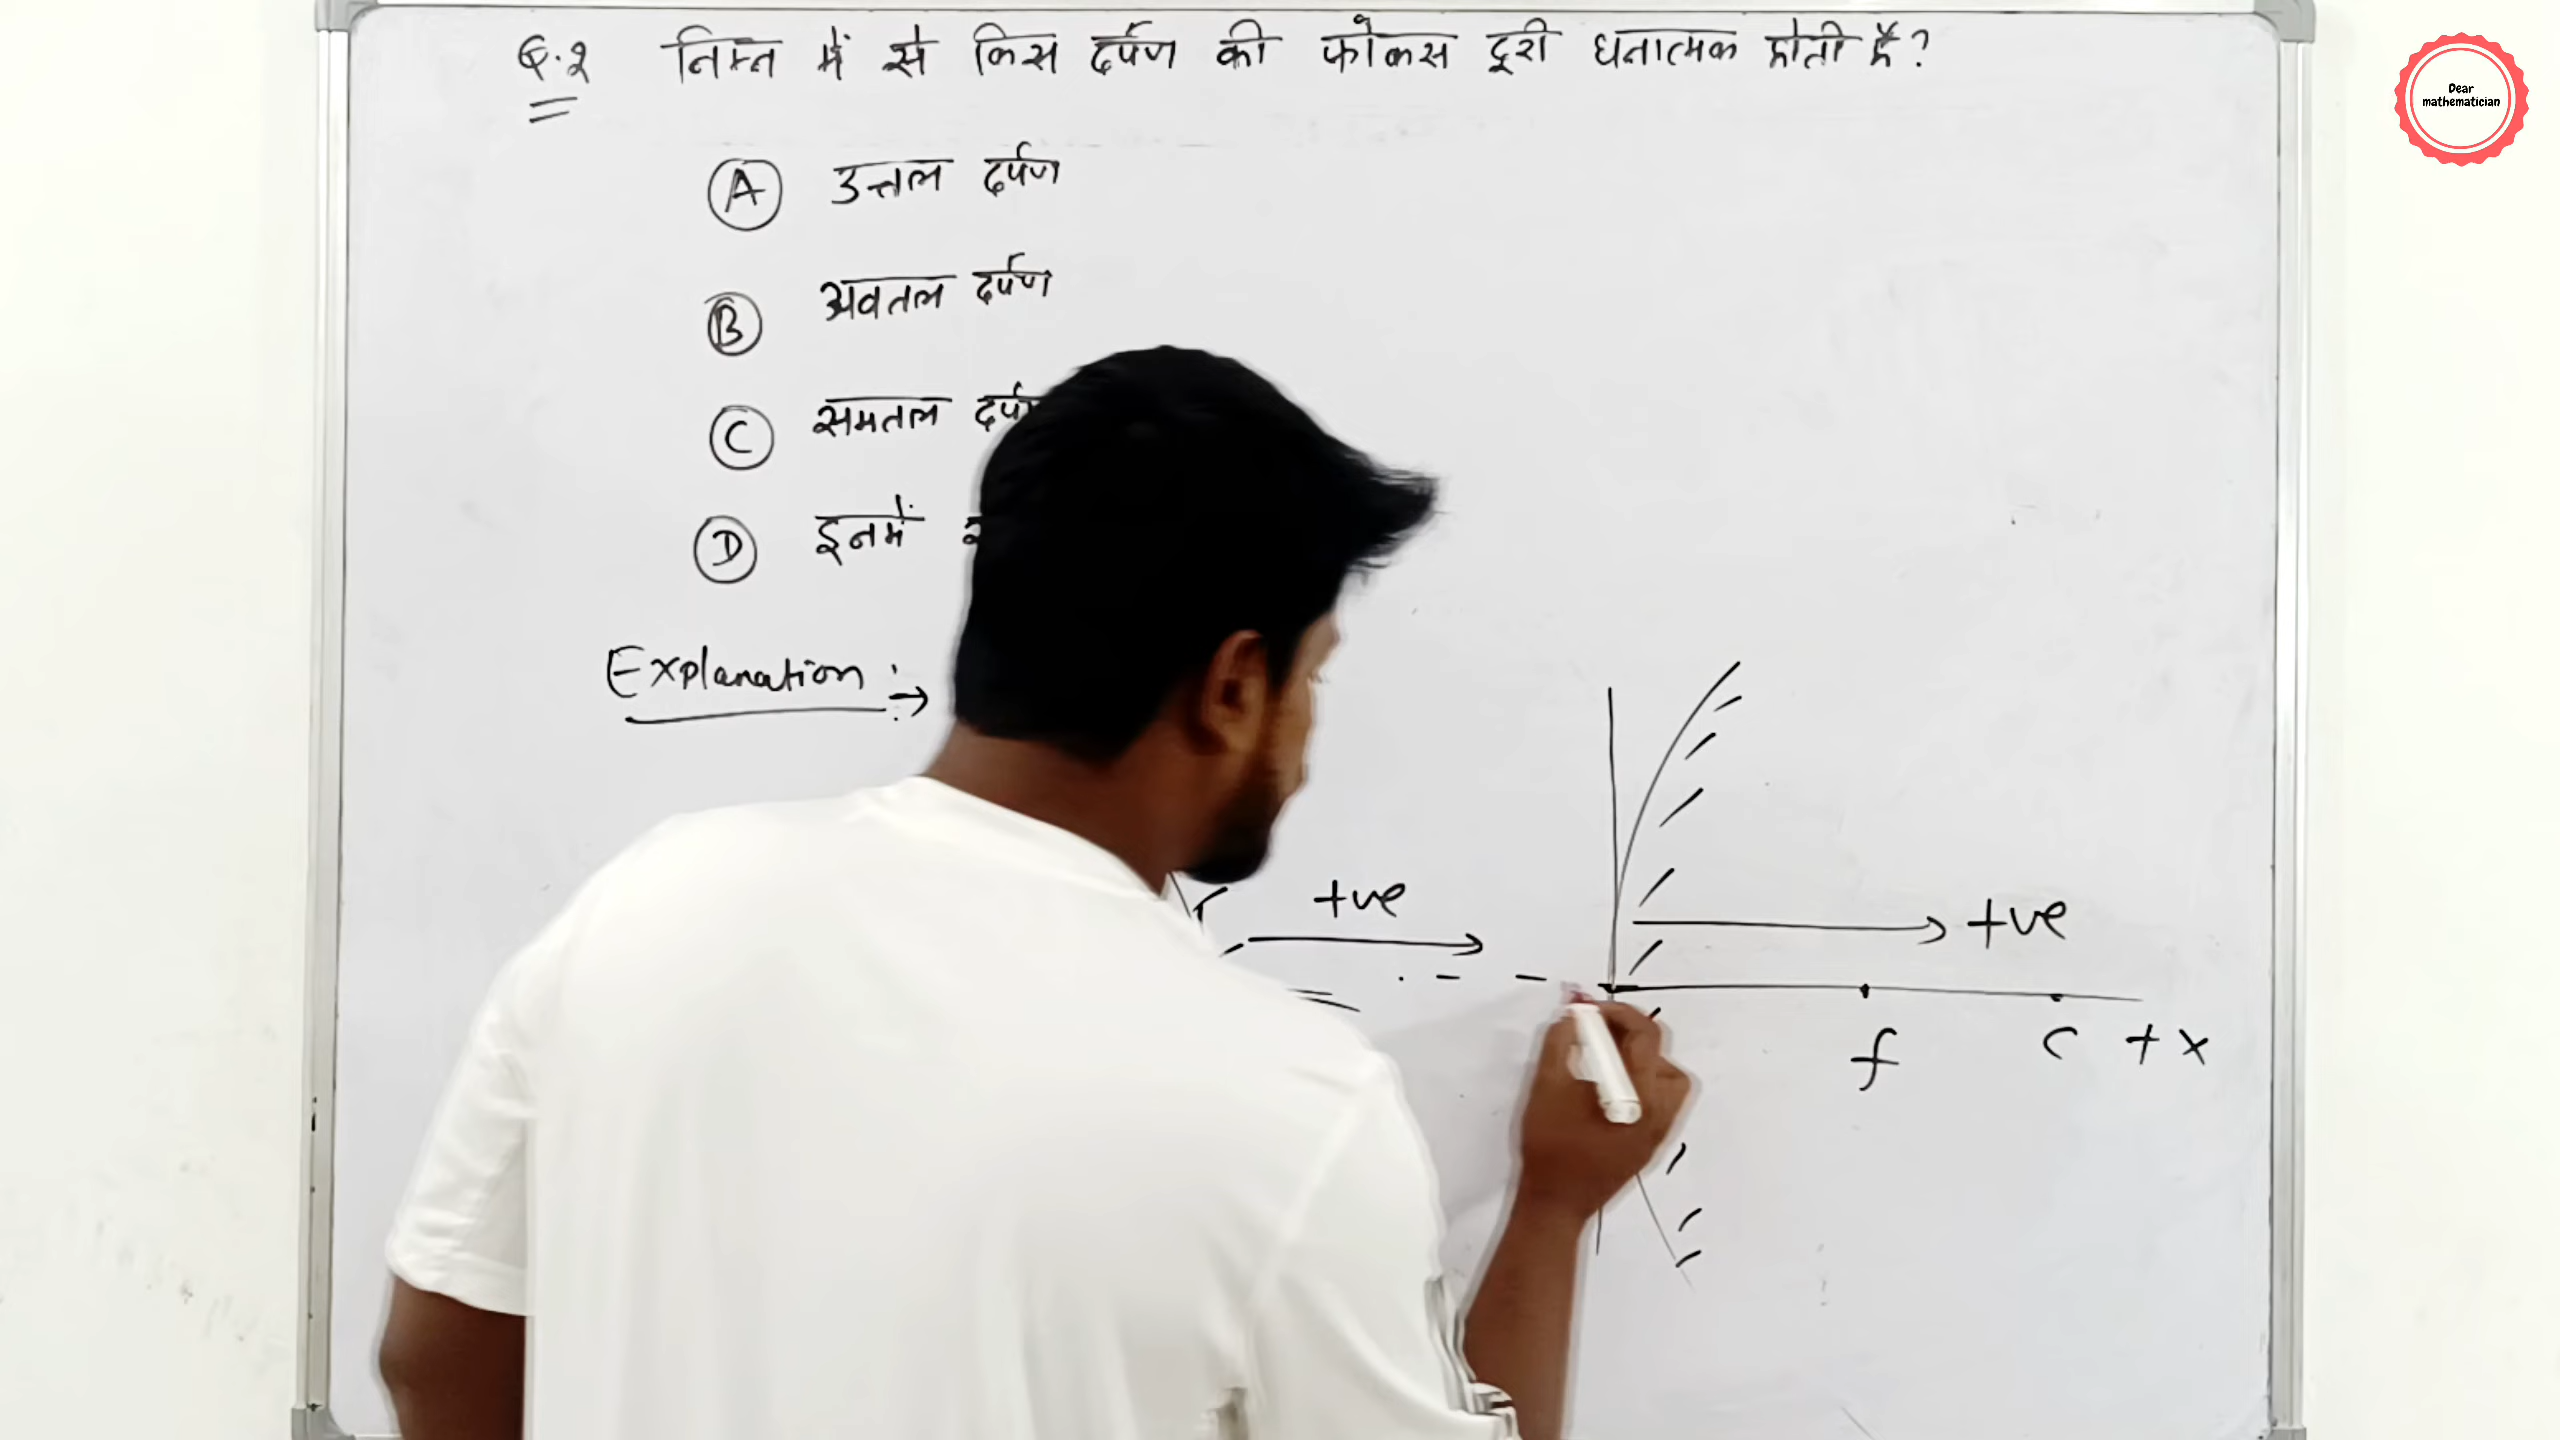 Q.2 निम्न में से किस दर्पण की फोकस दूरी धनात्मक होती है?
A उत्तल दर्पण
B अवतल दर्पण
C समतल
D इनमें
Explanation :→
+ve
+ve
f
C
+x
Dear
mathematician